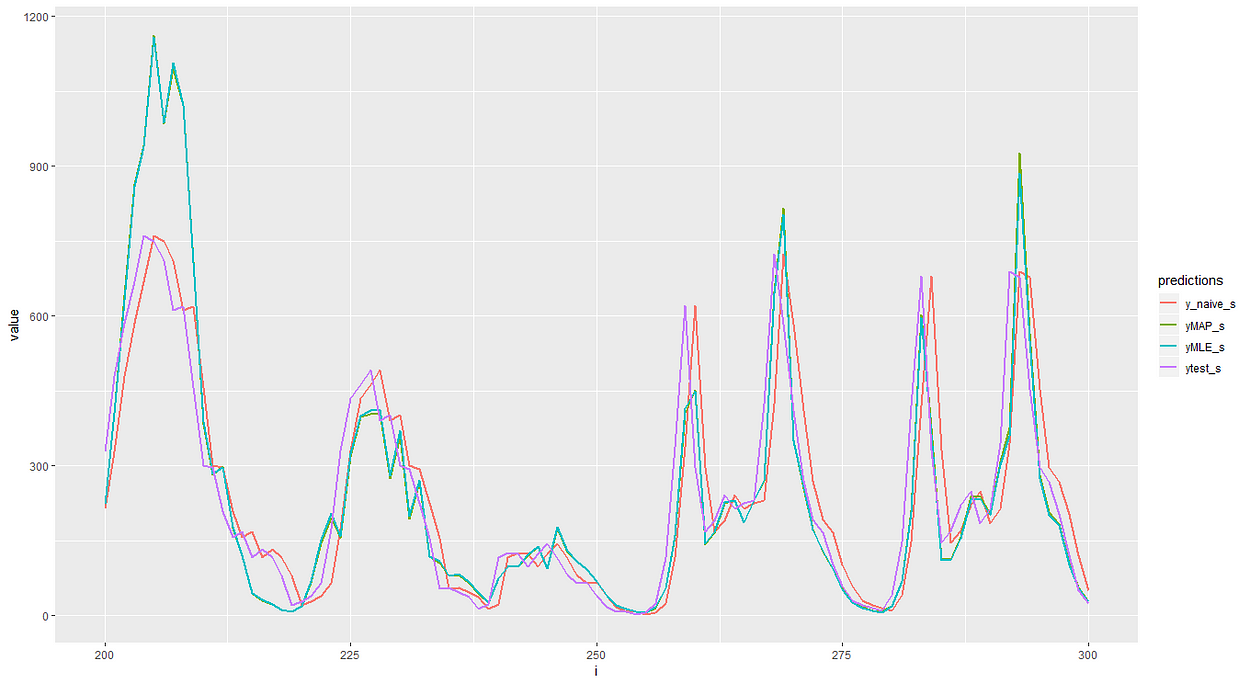 1200
900
600
300
0
value
200
225
250
275
300
i
predictions
y_naive_s
yMAP_s
yMLE_s
ytest_s